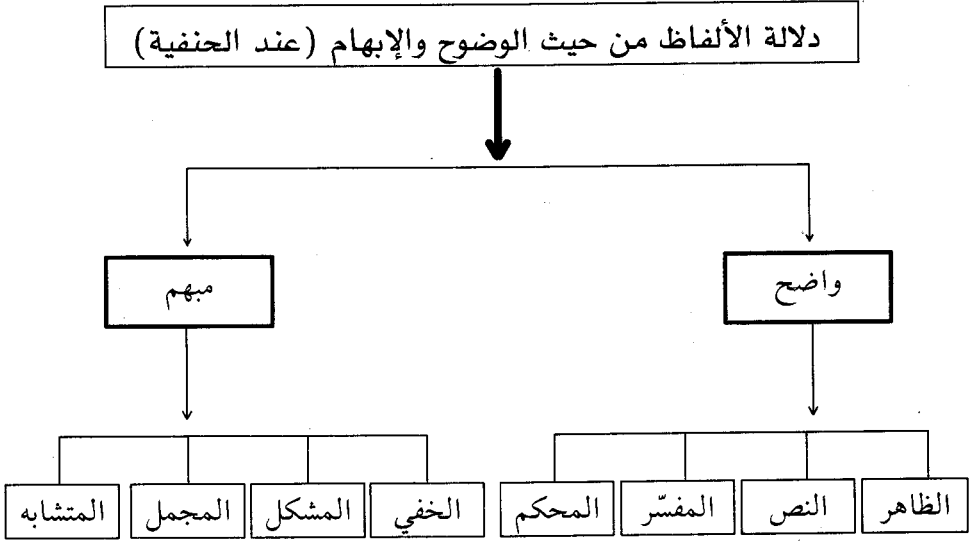 دلالة الألفاظ من حيث الوضوح والإبهام (عند الحنفية)
واضح
مبهم
الظاهر
النص
المفسّر
المحكم
الخفي
المشكل
المجمل
المتشابه